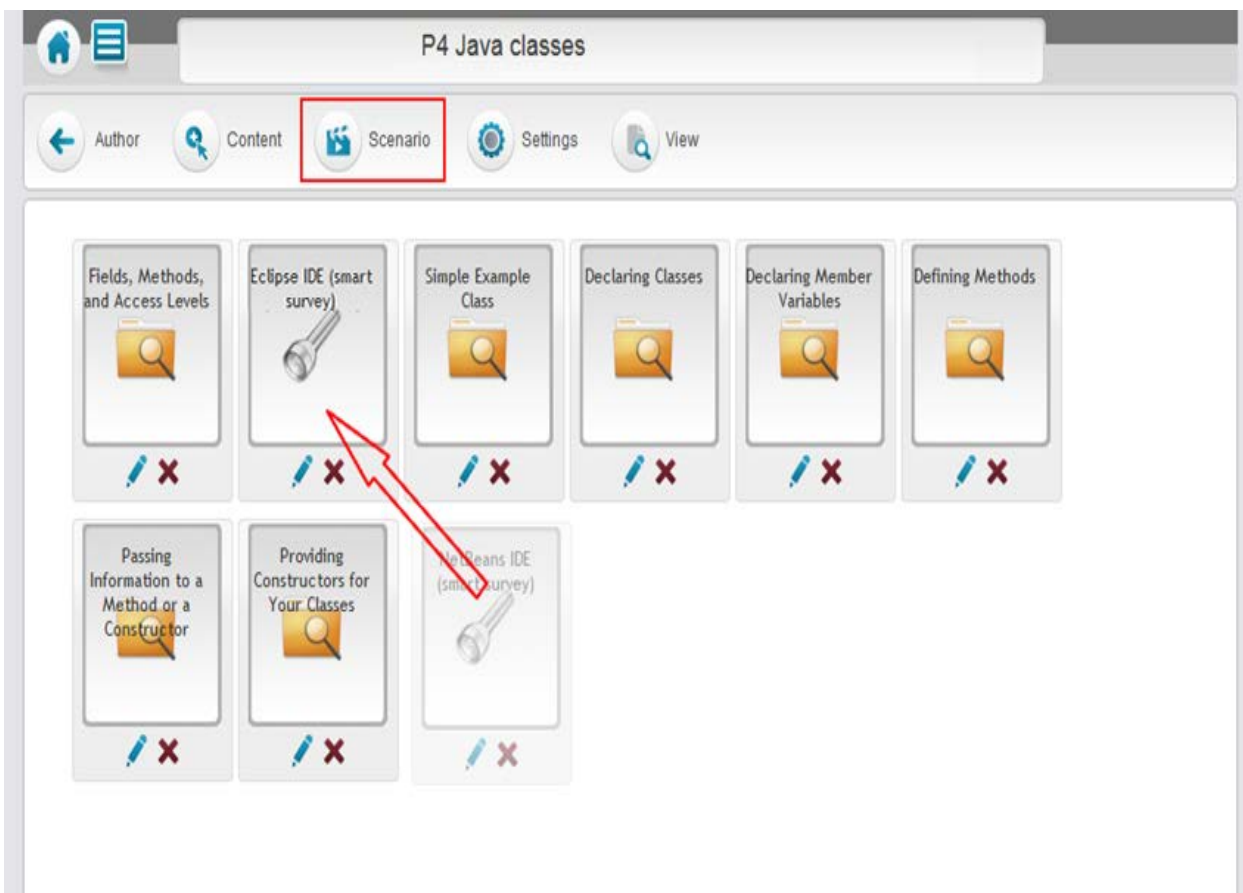 P4 Java classes
Author
Content
Scenario
Settings
View
Fields, Methods,
and Access Levels
Eclipse IDE (smart
survey)
Simple Example
Class
Declaring Classes
Declaring Member
Variables
Defining Methods
Passing
Information to a
Method or a
Constructor
Providing
Constructors for
Your Classes
NetBeans IDE
(smart survey)